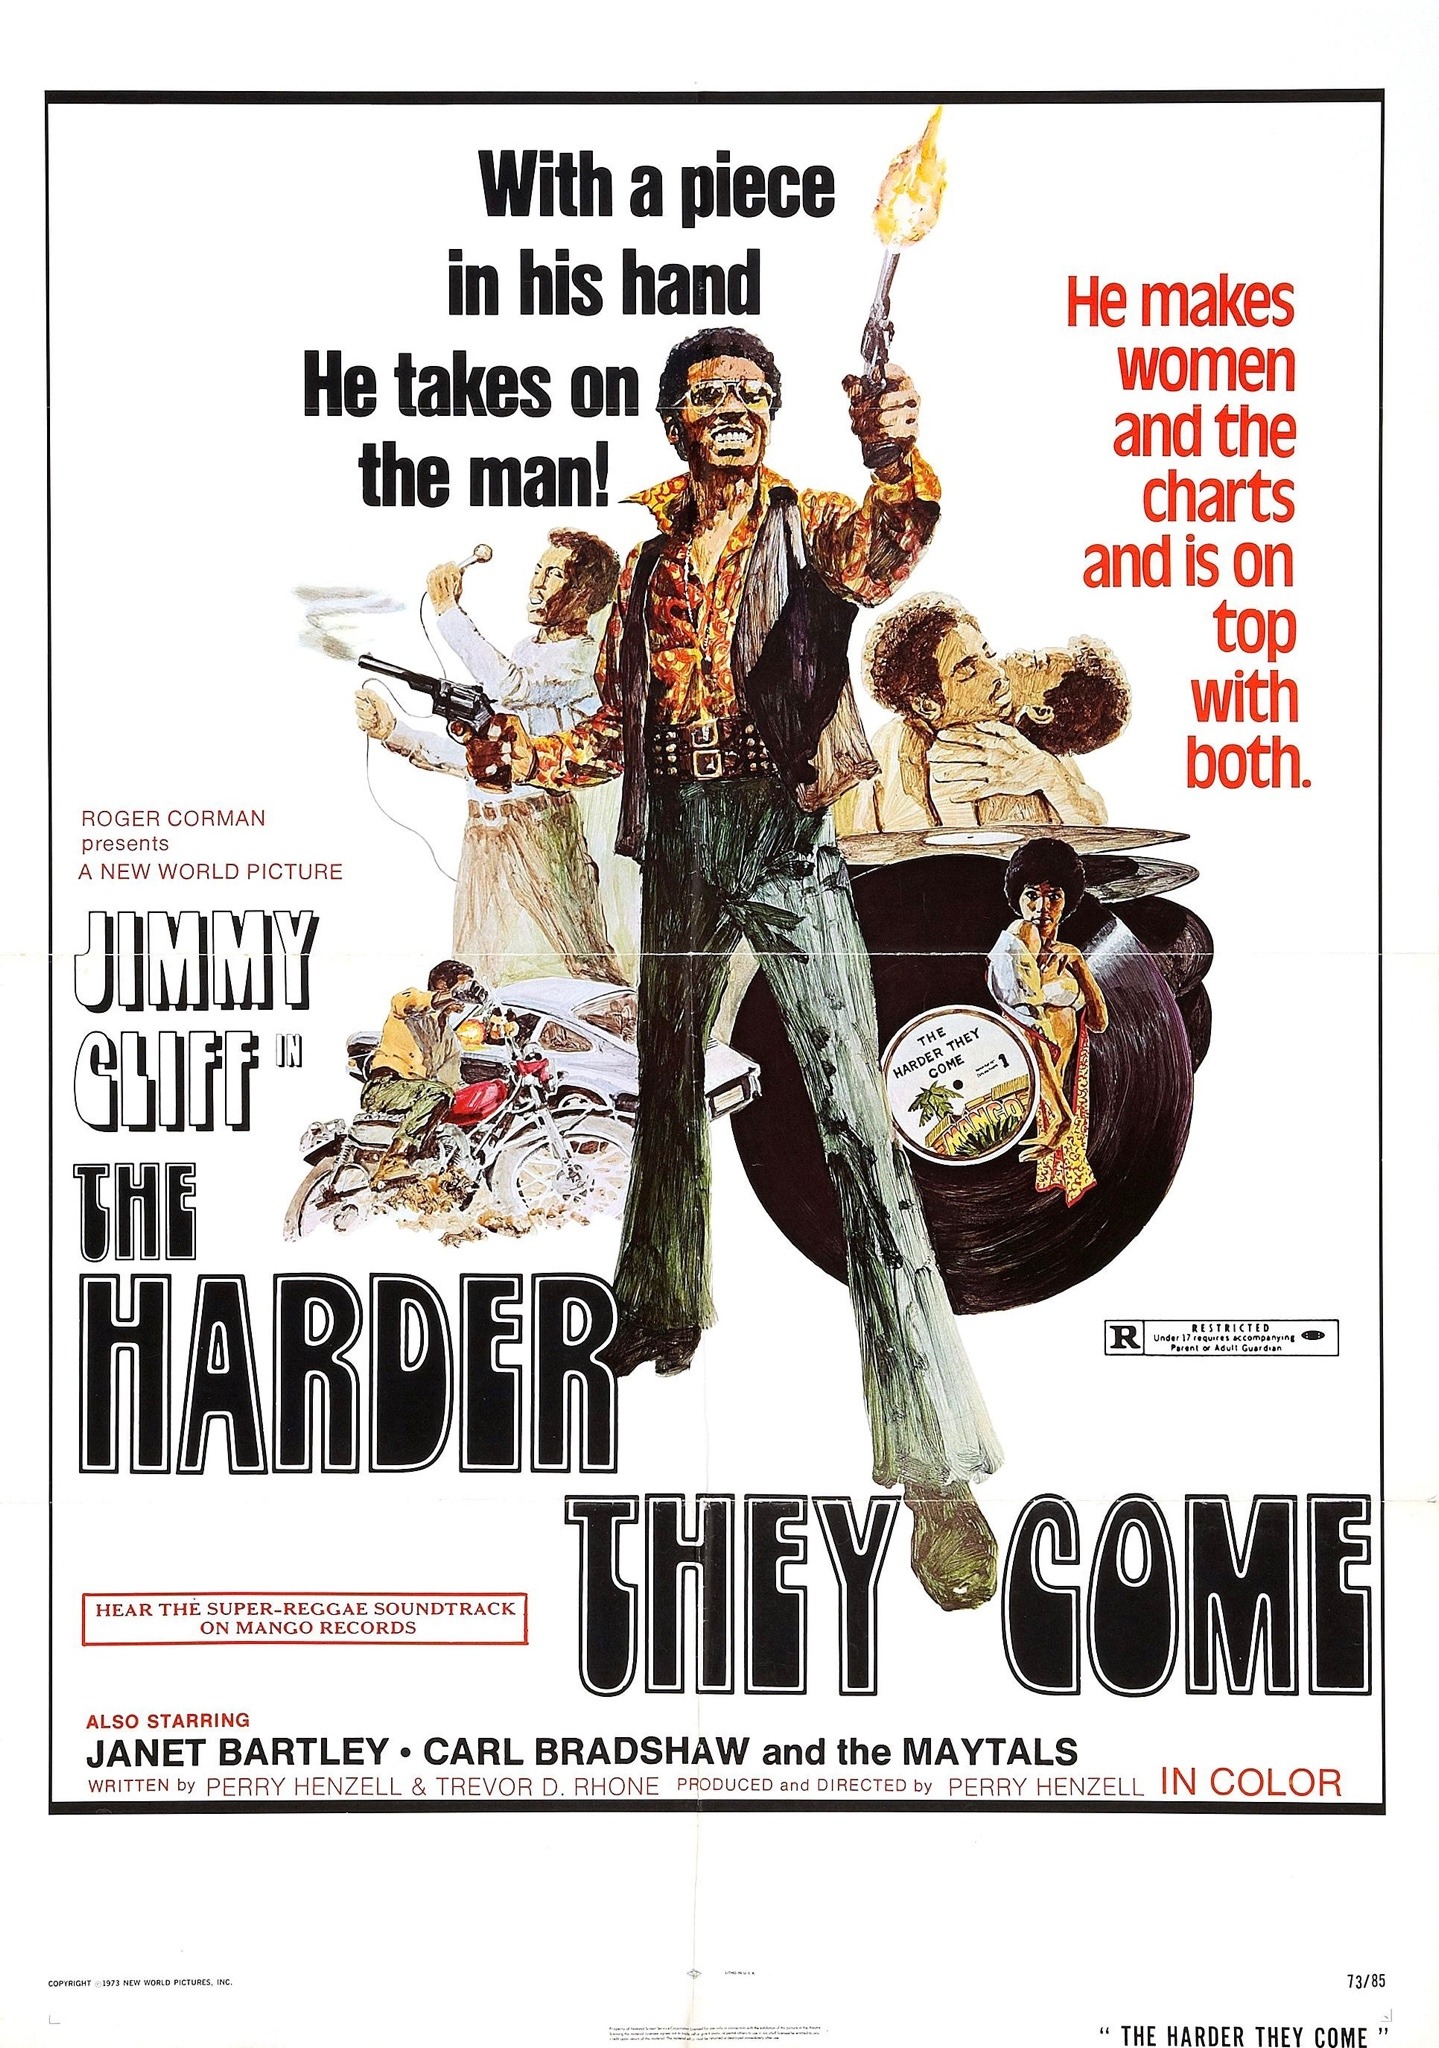 With a piece
in his hand
He takes on
the man!
He makes
women
and the
charts
and is on
top
with
both.
ROGER CORMAN
presents
A NEW WORLD PICTURE
JIMMY
CLIFF IN
THE
HARDER
THEY COME
THE
HARDER THEY
COME
1
MANGO
R
RESTRICTED
Under 17 requires accompanying
Parent or Adult Guardian
HEAR THE SUPER-REGGAE SOUNDTRACK
ON MANGO RECORDS
ALSO STARRING
JANET BARTLEY • CARL BRADSHAW and the MAYTALS
WRITTEN by PERRY HENZELL & TREVOR D. RHONE PRODUCED and DIRECTED by PERRY HENZELL IN COLOR
COPYRIGHT ©1973 NEW WORLD PICTURES, INC.
LITHO IN U.S.A.
73/85
“ THE HARDER THEY COME ”